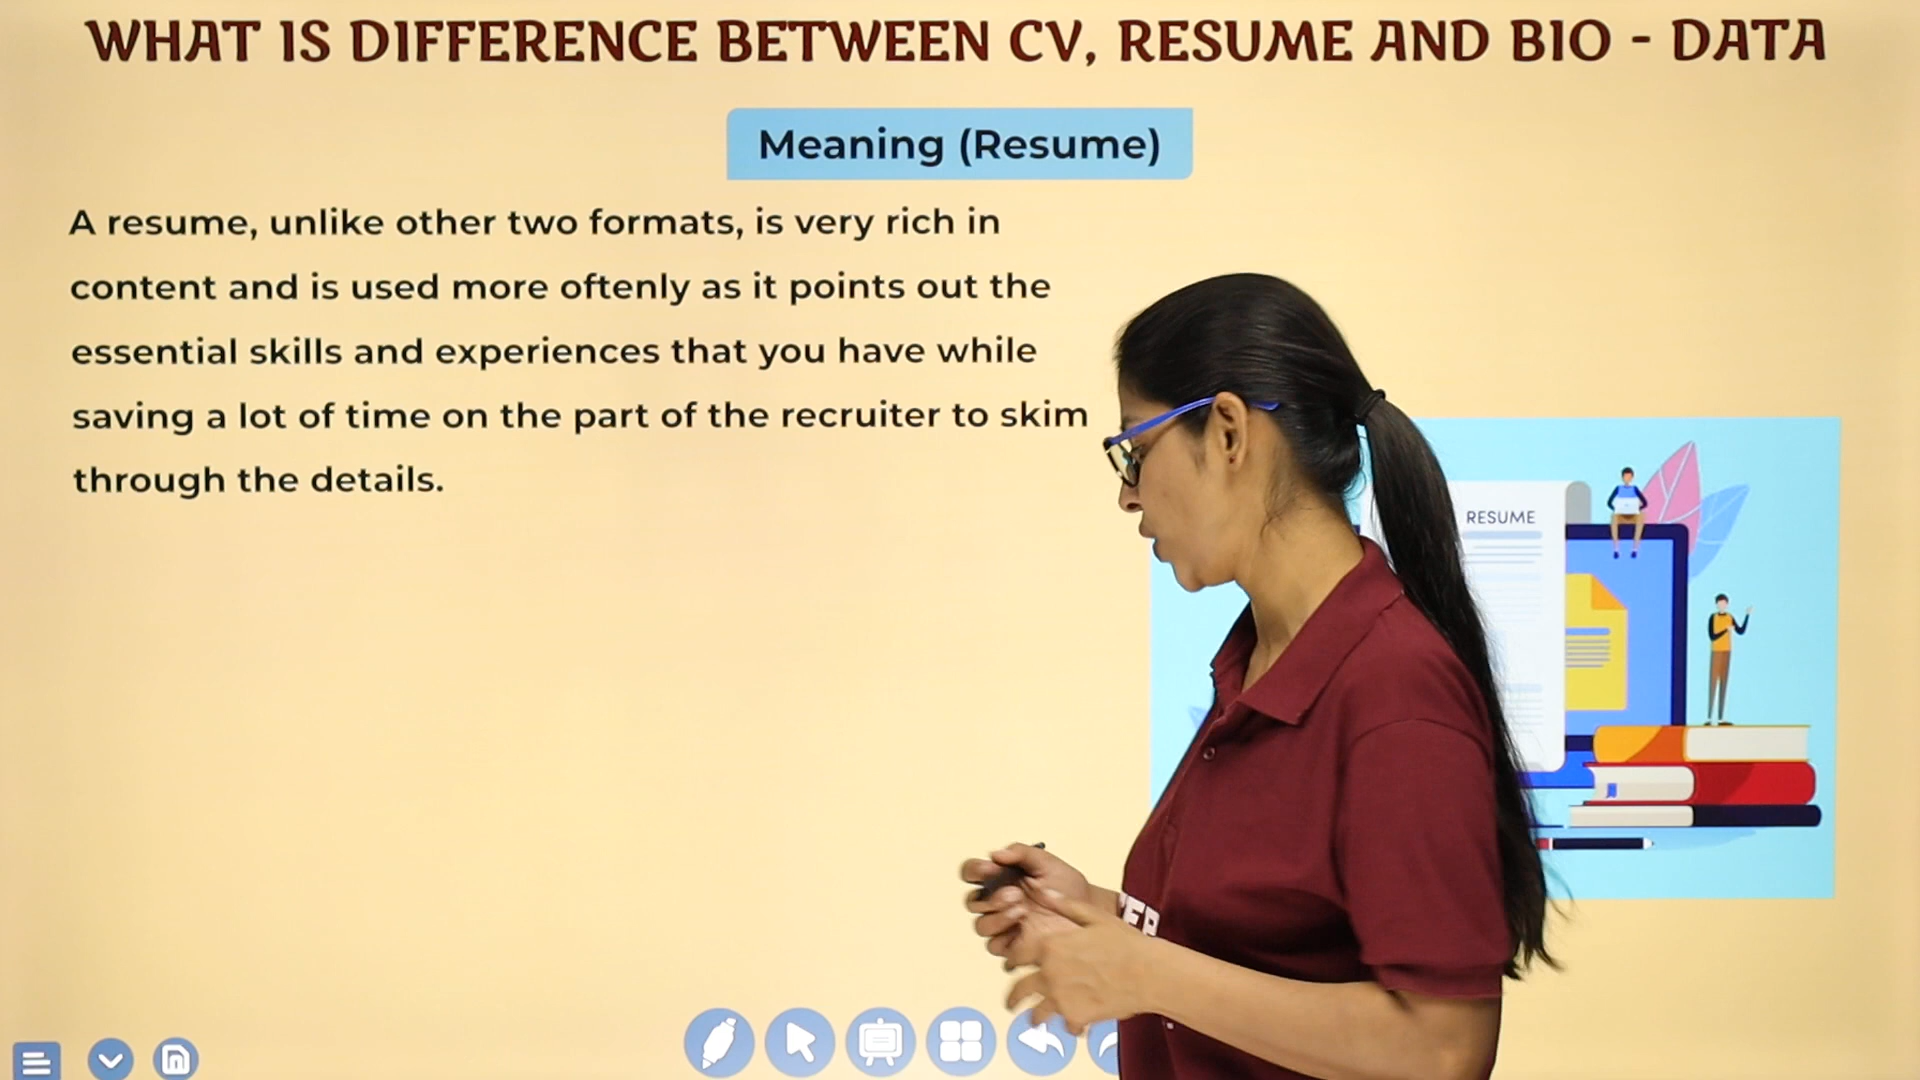 WHAT IS DIFFERENCE BETWEEN CV, RESUME AND BIO - DATA
Meaning (Resume)
A resume, unlike other two formats, is very rich in
content and is used more oftenly as it points out the
essential skills and experiences that you have while
saving a lot of time on the part of the recruiter to skim
through the details.
RESUME